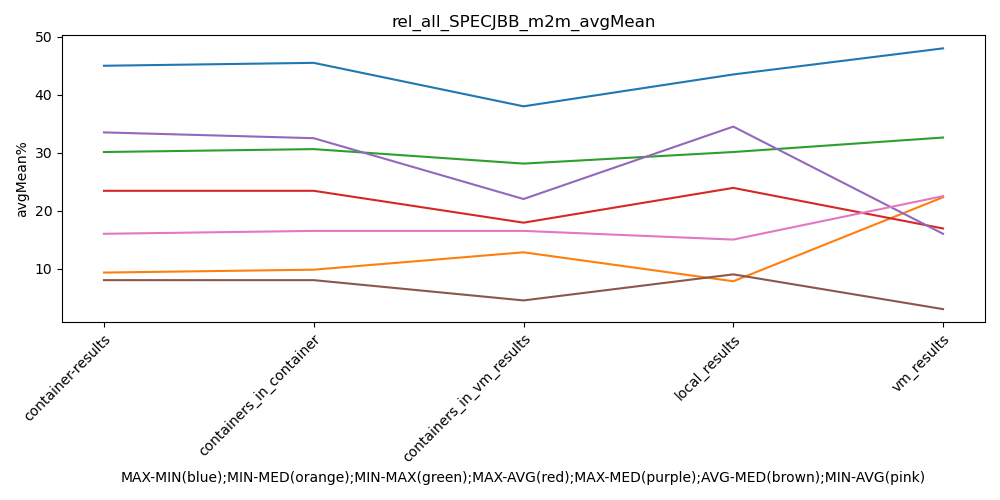 rel_all_SPECJBB_m2m_avgMean
avgMean%
50
40
30
20
10
container-results
containers_in_container
containers_in_vm_results
local_results
vm_results
MAX-MIN(blue);MIN-MED(orange);MIN-MAX(green);MAX-AVG(red);MAX-MED(purple);AVG-MED(brown);MIN-AVG(pink)